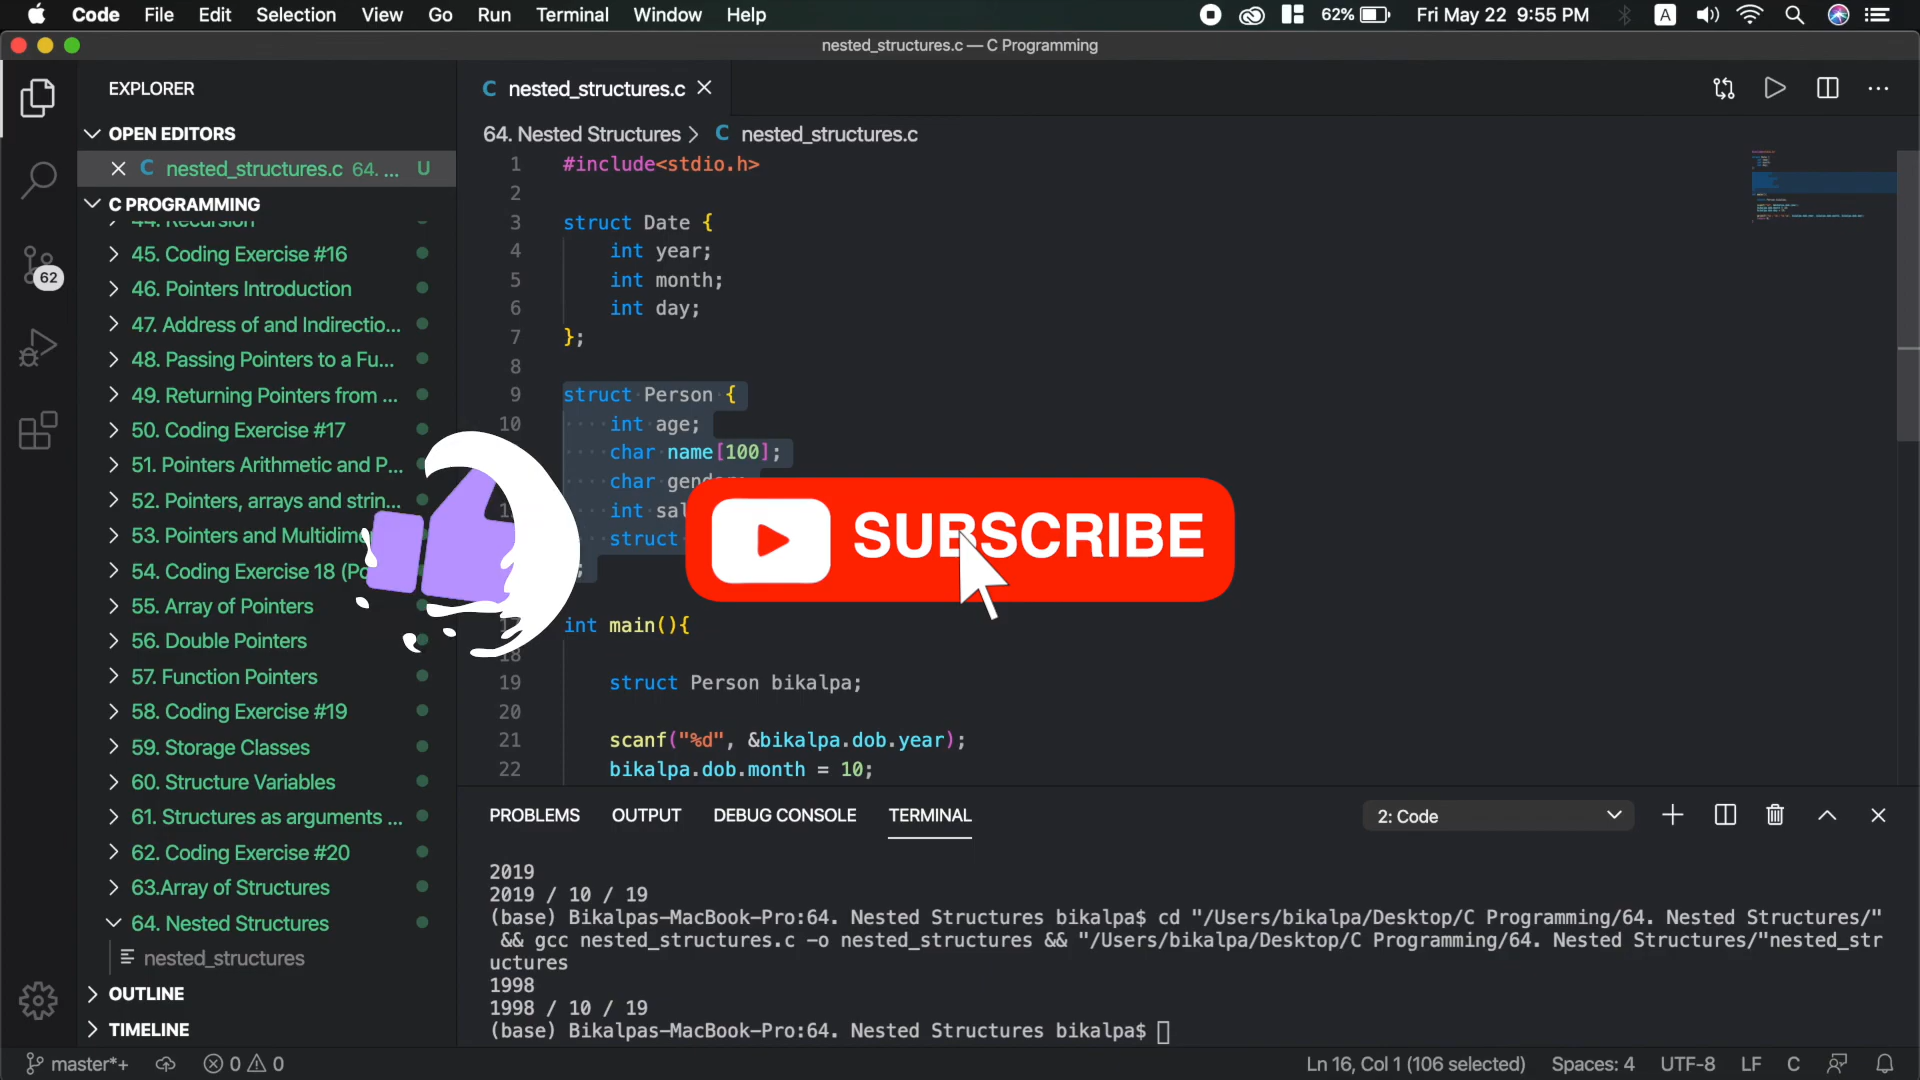 Code File Edit Selection View Go Run Terminal Window Help 62% Fri May 22 9:55 PM A
nested_structures.c — C Programming
EXPLORER
OPEN EDITORS
nested_structures.c 64. ... U
C PROGRAMMING
44. Recursion
45. Coding Exercise #16
46. Pointers Introduction
47. Address of and Indirectio...
48. Passing Pointers to a Fu...
49. Returning Pointers from ...
50. Coding Exercise #17
51. Pointers Arithmetic and P...
52. Pointers, arrays and strin...
53. Pointers and Multidime
54. Coding Exercise 18 (Po
55. Array of Pointers
56. Double Pointers
57. Function Pointers
58. Coding Exercise #19
59. Storage Classes
60. Structure Variables
61. Structures as arguments ...
62. Coding Exercise #20
63.Array of Structures
64. Nested Structures
nested_structures
OUTLINE
TIMELINE
62
C nested_structures.c
64. Nested Structures > C nested_structures.c
1 #include<stdio.h>
2
3 struct Date {
4 int year;
5 int month;
6 int day;
7 };
8
9 struct Person {
10 int age;
char name[100];
char gender;
int sal
struct
;
int main(){
18
19 struct Person bikalpa;
20
21 scanf("%d", &bikalpa.dob.year);
22 bikalpa.dob.month = 10;
SUBSCRIBE
PROBLEMS OUTPUT DEBUG CONSOLE TERMINAL 2: Code
2019
2019 / 10 / 19
(base) Bikalpas-MacBook-Pro:64. Nested Structures bikalpa$ cd "/Users/bikalpa/Desktop/C Programming/64. Nested Structures/"
&& gcc nested_structures.c -o nested_structures && "/Users/bikalpa/Desktop/C Programming/64. Nested Structures/"nested_str
uctures
1998
1998 / 10 / 19
(base) Bikalpas-MacBook-Pro:64. Nested Structures bikalpa$
master*+ 0 0 Ln 16, Col 1 (106 selected) Spaces: 4 UTF-8 LF C